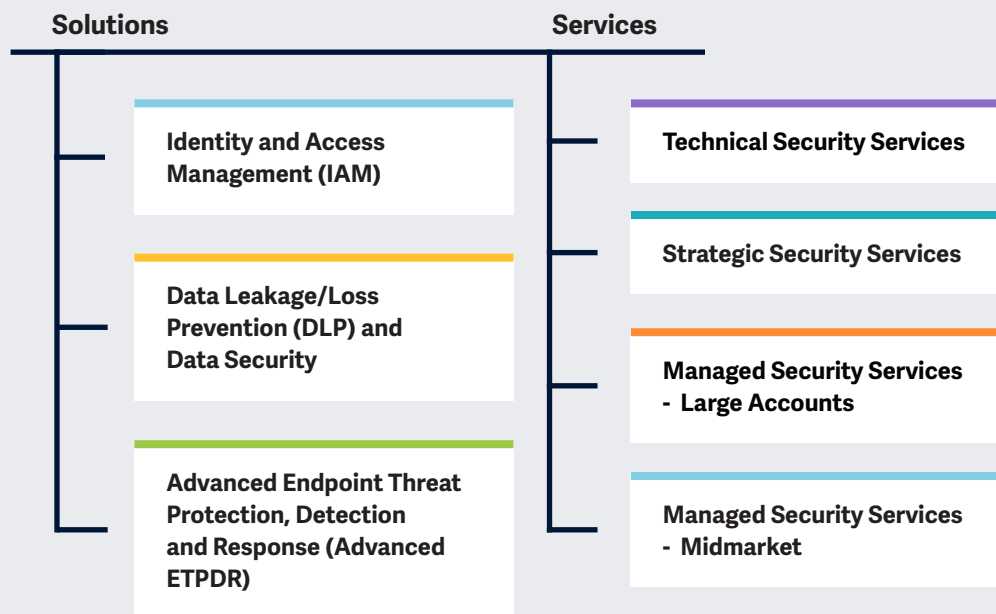 Solutions
Identity and Access
Management (IAM)
Data Leakage/Loss
Prevention (DLP) and
Data Security
Advanced Endpoint Threat
Protection, Detection
and Response (Advanced
ETPDR)
Services
Technical Security Services
Strategic Security Services
Managed Security Services
- Large Accounts
Managed Security Services
- Midmarket